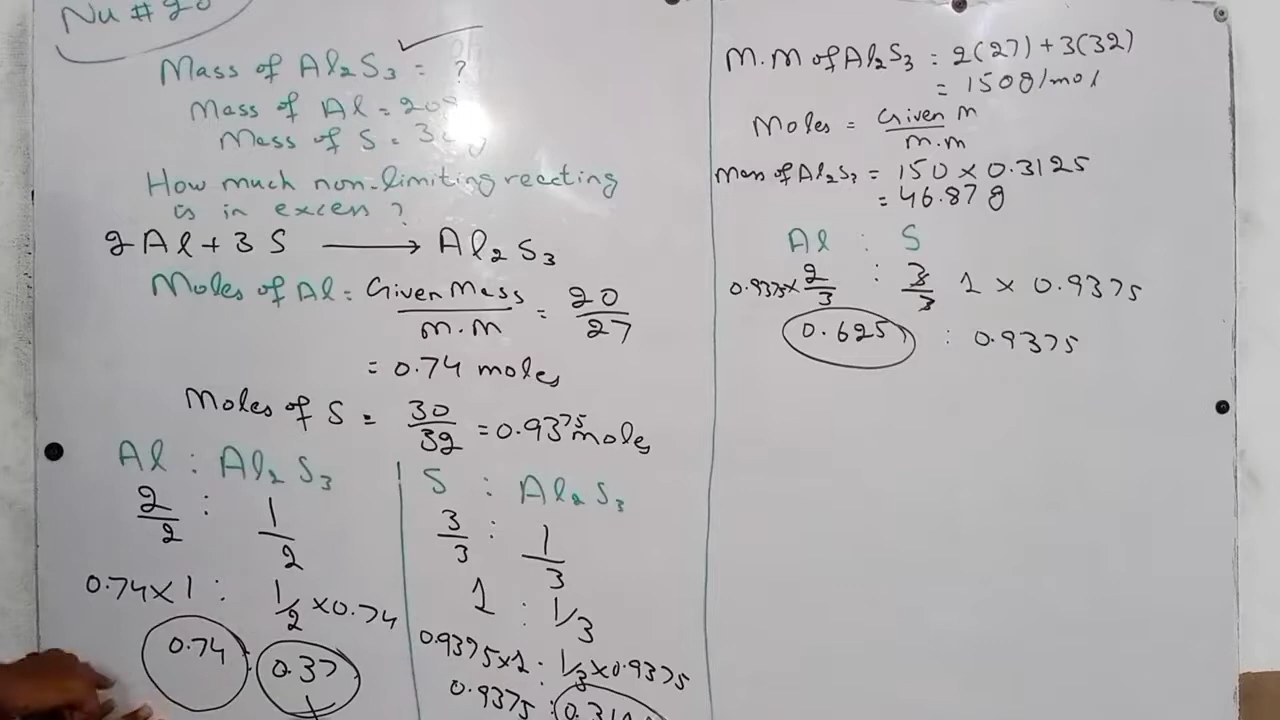 Nu # 20
Mass of Al₂S₃ = ?
Mass of Al = 20
Mass of S = 3
How much non-limiting reacting
is in excess ?
2Al + 3S ⟶ Al₂S₃
Moles of Al = Given Mass / m.m = 20/27
= 0.74 moles
Moles of S = 30/32 = 0.9375 moles
Al : Al₂S₃
2/2 : 1/2
0.74×1 : 1/2 × 0.74
0.74 : 0.37
S : Al₂S₃
3/3 : 1/3
1 : 1/3
0.9375×1 : 1/3×0.9375
0.9375 : 0.31
M.M of Al₂S₃ = 2(27) + 3(32)
= 150g/mol
Moles = Given m / m.m
Mass of Al₂S₃ = 150 × 0.3125
= 46.87 g
Al : S
0.9375× 2/3 : 3/3 1 × 0.9375
0.625 : 0.9375